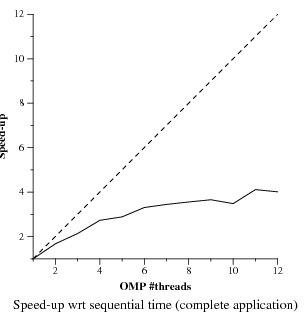 12
10
8
6
4
2
Speed-up
2 4 6 8 10 12
OMP #threads
Speed-up wrt sequential time (complete application)